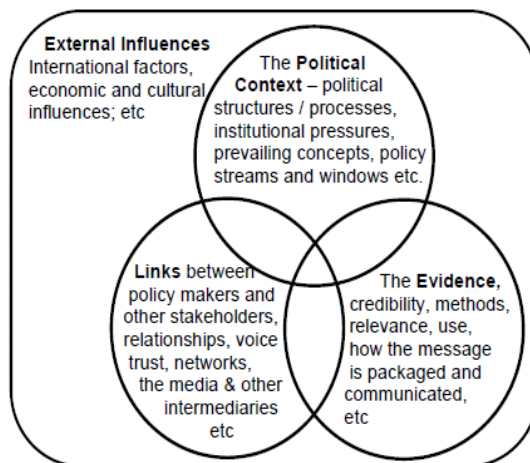 External Influences
International factors,
economic and cultural
influences; etc
The Political
Context – political
structures / processes,
institutional pressures,
prevailing concepts, policy
streams and windows etc.
Links between
policy makers and
other stakeholders,
relationships, voice
trust, networks,
the media & other
intermediaries
etc
The Evidence,
credibility, methods,
relevance, use,
how the message
is packaged and
communicated,
etc